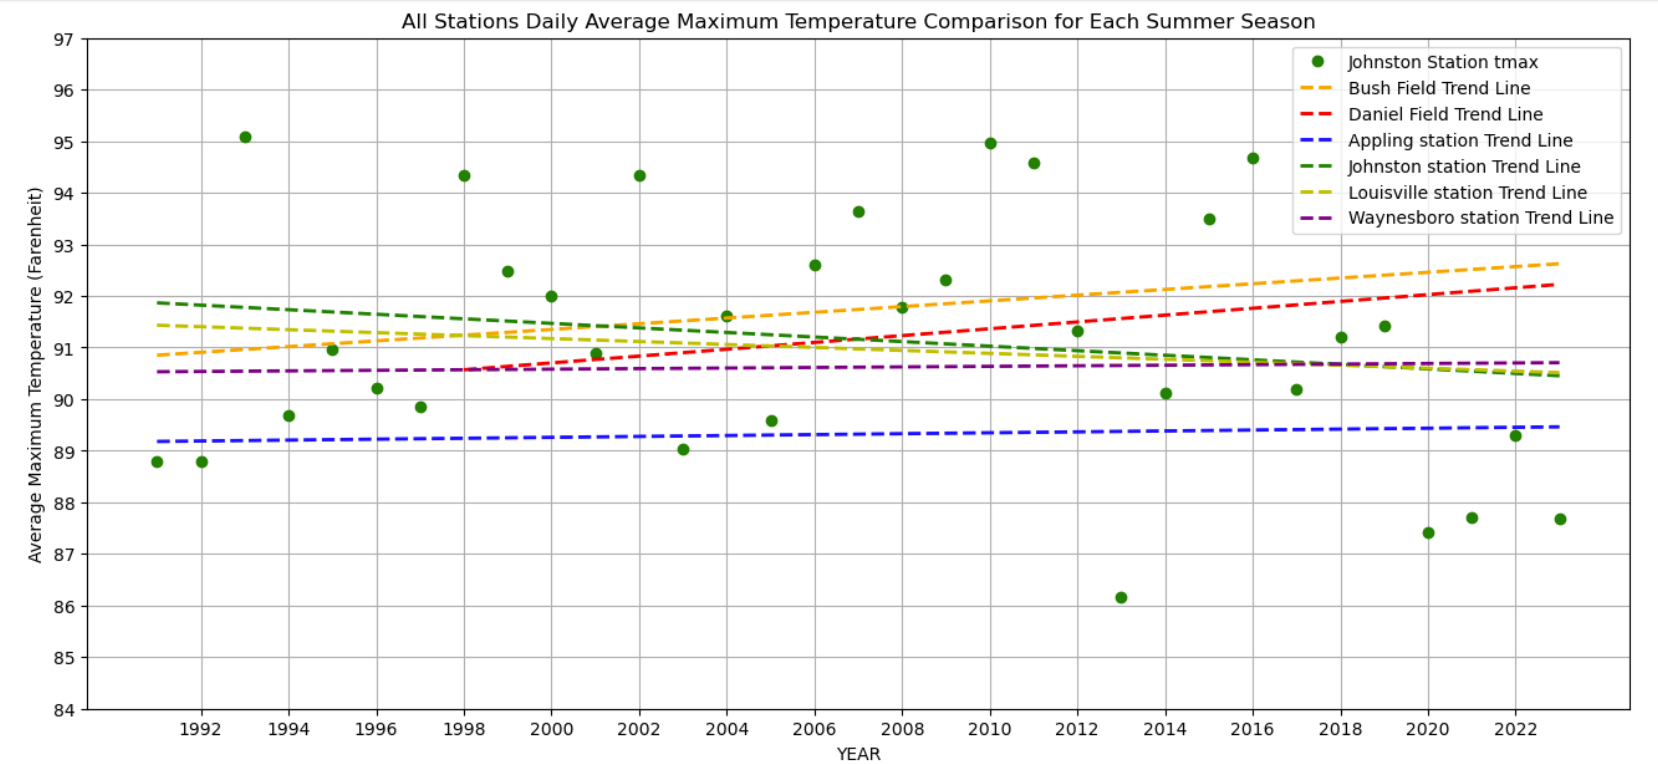 All Stations Daily Average Maximum Temperature Comparison for Each Summer Season
97
96
95
94
93
92
91
90
89
88
87
86
85
84
Average Maximum Temperature (Farenheit)
Johnston Station tmax
Bush Field Trend Line
Daniel Field Trend Line
Appling station Trend Line
Johnston station Trend Line
Louisville station Trend Line
Waynesboro station Trend Line
1992 1994 1996 1998 2000 2002 2004 2006 2008 2010 2012 2014 2016 2018 2020 2022
YEAR